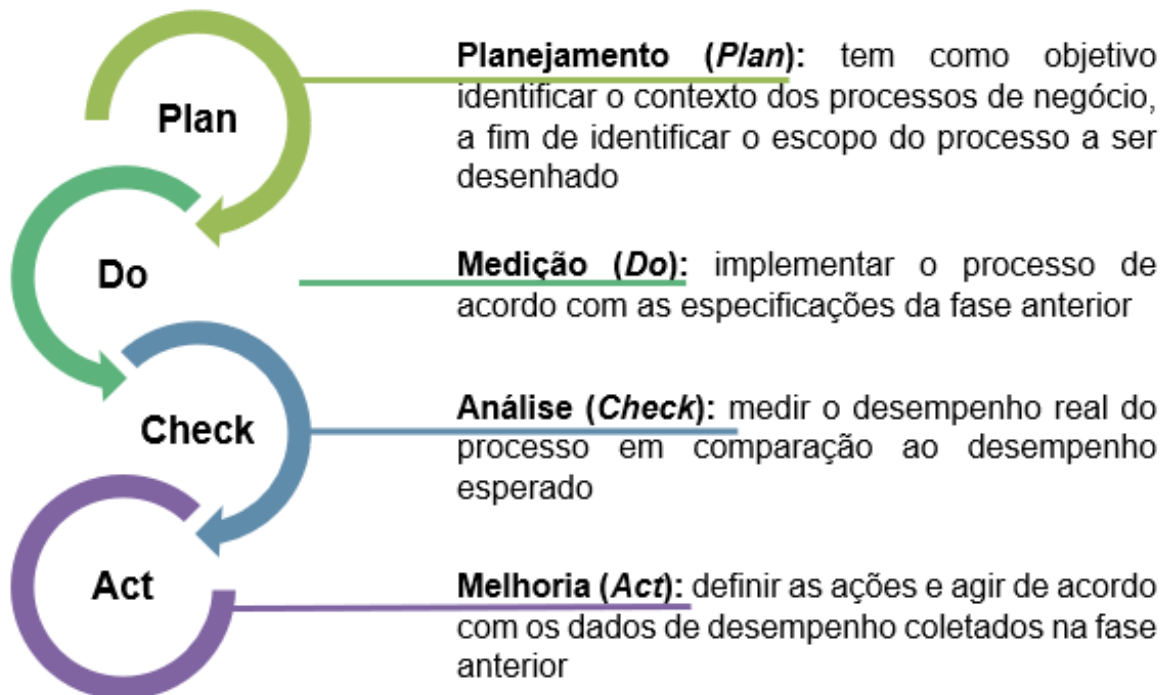 Plan
Planejamento (Plan): tem como objetivo
identificar o contexto dos processos de negócio,
a fim de identificar o escopo do processo a ser
desenhado
Do
Medição (Do): implementar o processo de
acordo com as especificações da fase anterior
Check
Análise (Check): medir o desempenho real do
processo em comparação ao desempenho
esperado
Act
Melhoria (Act): definir as ações e agir de acordo
com os dados de desempenho coletados na fase
anterior